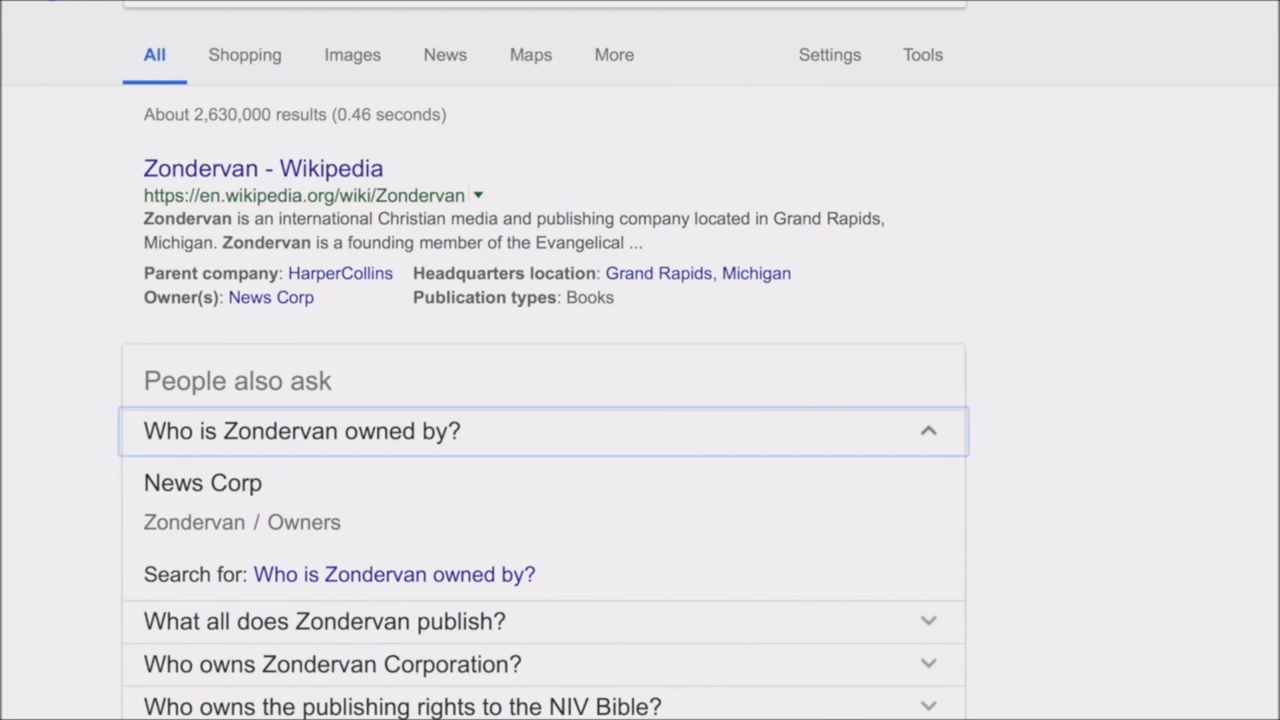 All Shopping Images News Maps More Settings Tools
About 2,630,000 results (0.46 seconds)
Zondervan - Wikipedia
https://en.wikipedia.org/wiki/Zondervan
Zondervan is an international Christian media and publishing company located in Grand Rapids,
Michigan. Zondervan is a founding member of the Evangelical ...
Parent company: HarperCollins Headquarters location: Grand Rapids, Michigan
Owner(s): News Corp Publication types: Books
People also ask
Who is Zondervan owned by?
News Corp
Zondervan / Owners
Search for: Who is Zondervan owned by?
What all does Zondervan publish?
Who owns Zondervan Corporation?
Who owns the publishing rights to the NIV Bible?